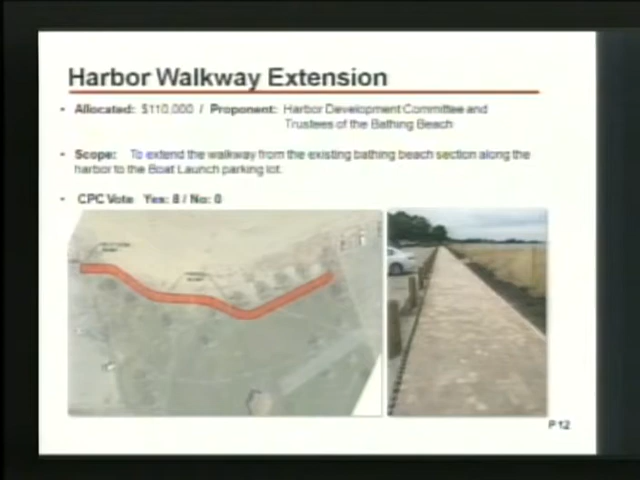 Harbor Walkway Extension
• Allocated: $110,000 / Proponent: Harbor Development Committee and
Trustees of the Bathing Beach
• Scope: To extend the walkway from the existing bathing beach section along the
harbor to the Boat Launch parking lot.
• CPC Vote Yes: 8 / No: 0
P 12